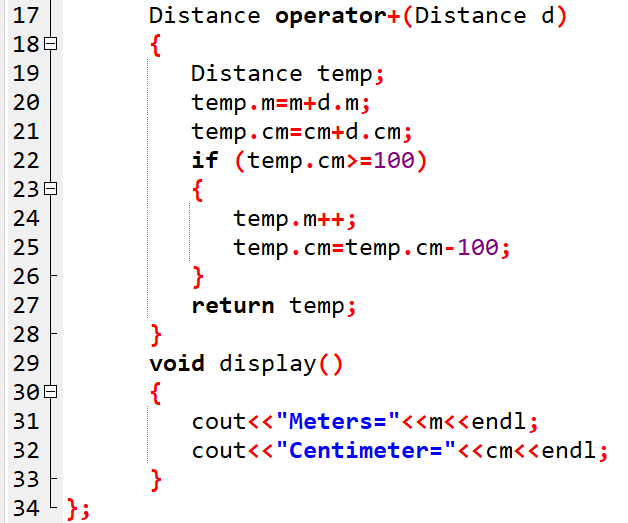 17 Distance operator+(Distance d)
18 {
19 Distance temp;
20 temp.m=m+d.m;
21 temp.cm=cm+d.cm;
22 if (temp.cm>=100)
23 {
24 temp.m++;
25 temp.cm=temp.cm-100;
26 }
27 return temp;
28 }
29 void display()
30 {
31 cout<<"Meters="<<m<<endl;
32 cout<<"Centimeter="<<cm<<endl;
33 }
34 };